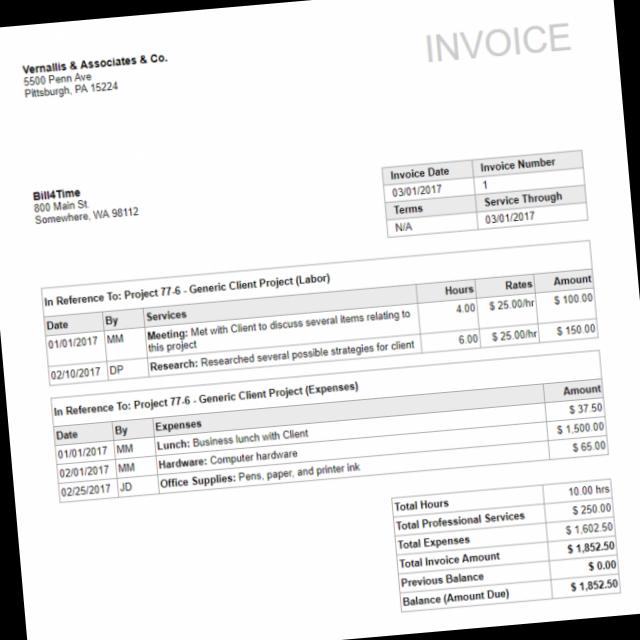 INVOICE
Vernallis & Associates & Co.
5500 Penn Ave
Pittsburgh, PA 15224
Bill4Time
800 Main St.
Somewhere, WA 98112
Invoice Date Invoice Number
03/01/2017 1
Terms Service Through
N/A 03/01/2017
In Reference To: Project 77-6 - Generic Client Project (Labor)
Date By Services Hours Rates Amount
01/01/2017 MM Meeting: Met with Client to discuss several items relating to 4.00 $ 25.00/hr $ 100.00
this project
02/10/2017 DP Research: Researched several possible strategies for client 6.00 $ 25.00/hr $ 150.00
In Reference To: Project 77-6 - Generic Client Project (Expenses)
Date By Expenses Amount
01/01/2017 MM Lunch: Business lunch with Client $ 37.50
02/01/2017 MM Hardware: Computer hardware $ 1,500.00
02/25/2017 JD Office Supplies: Pens, paper, and printer ink $ 65.00
Total Hours 10.00 hrs
Total Professional Services $ 250.00
Total Expenses $ 1,602.50
Total Invoice Amount $ 1,852.50
Previous Balance $ 0.00
Balance (Amount Due) $ 1,852.50